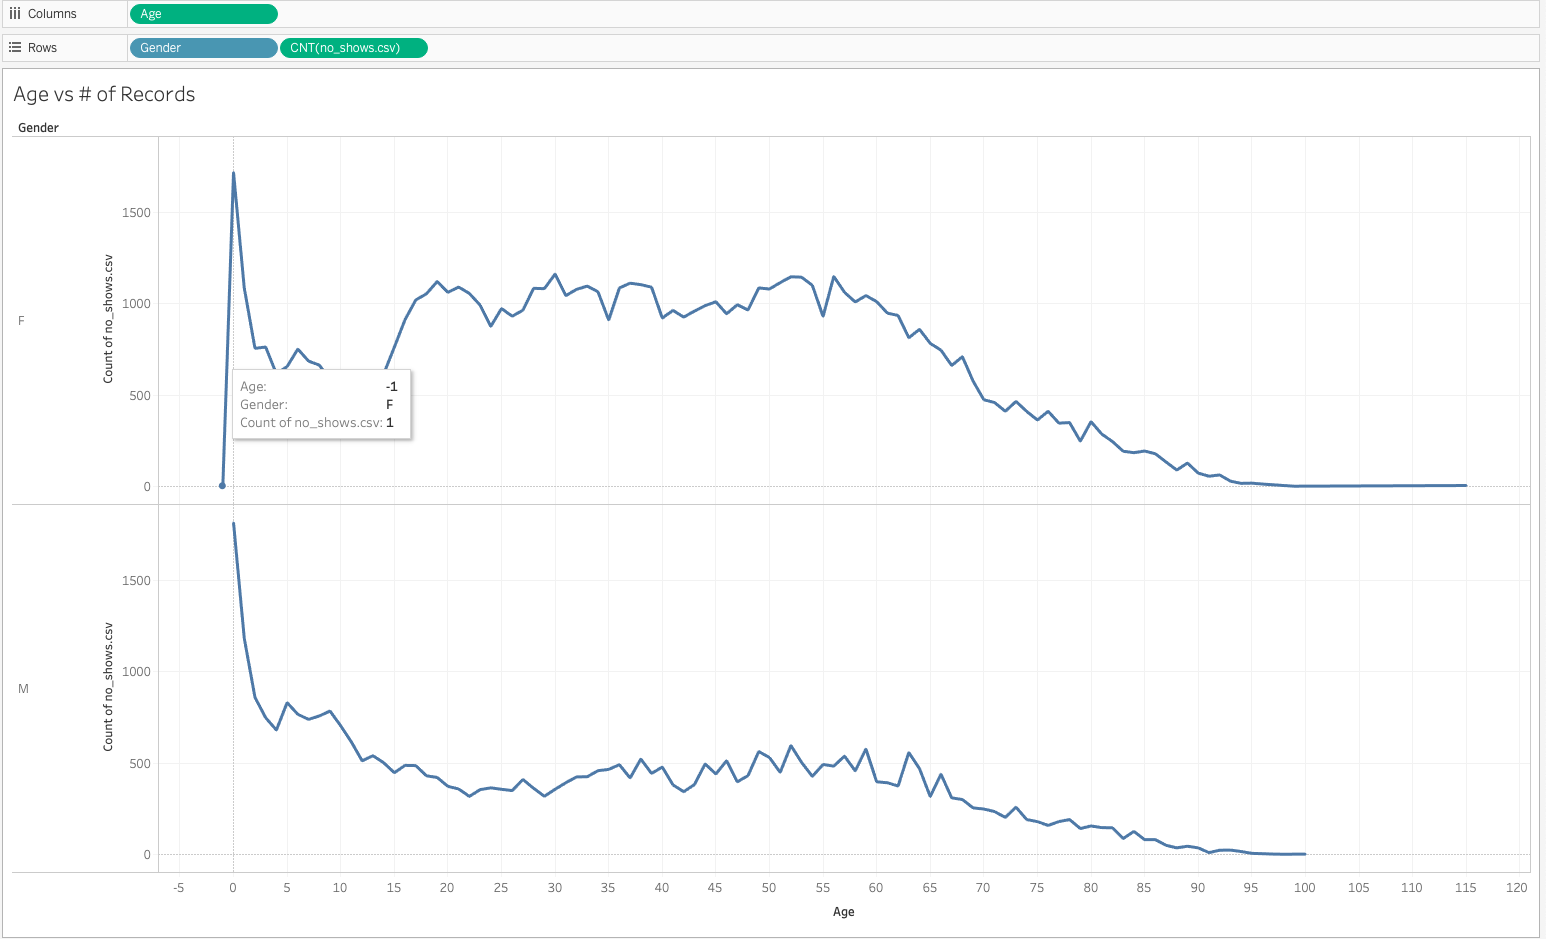 Columns Age
Rows Gender CNT(no_shows.csv)
Age vs # of Records
Gender
F
Count of no_shows.csv
1500
1000
500
0
Age: -1
Gender: F
Count of no_shows.csv: 1
M
Count of no_shows.csv
1500
1000
500
0
-5 0 5 10 15 20 25 30 35 40 45 50 55 60 65 70 75 80 85 90 95 100 105 110 115 120
Age